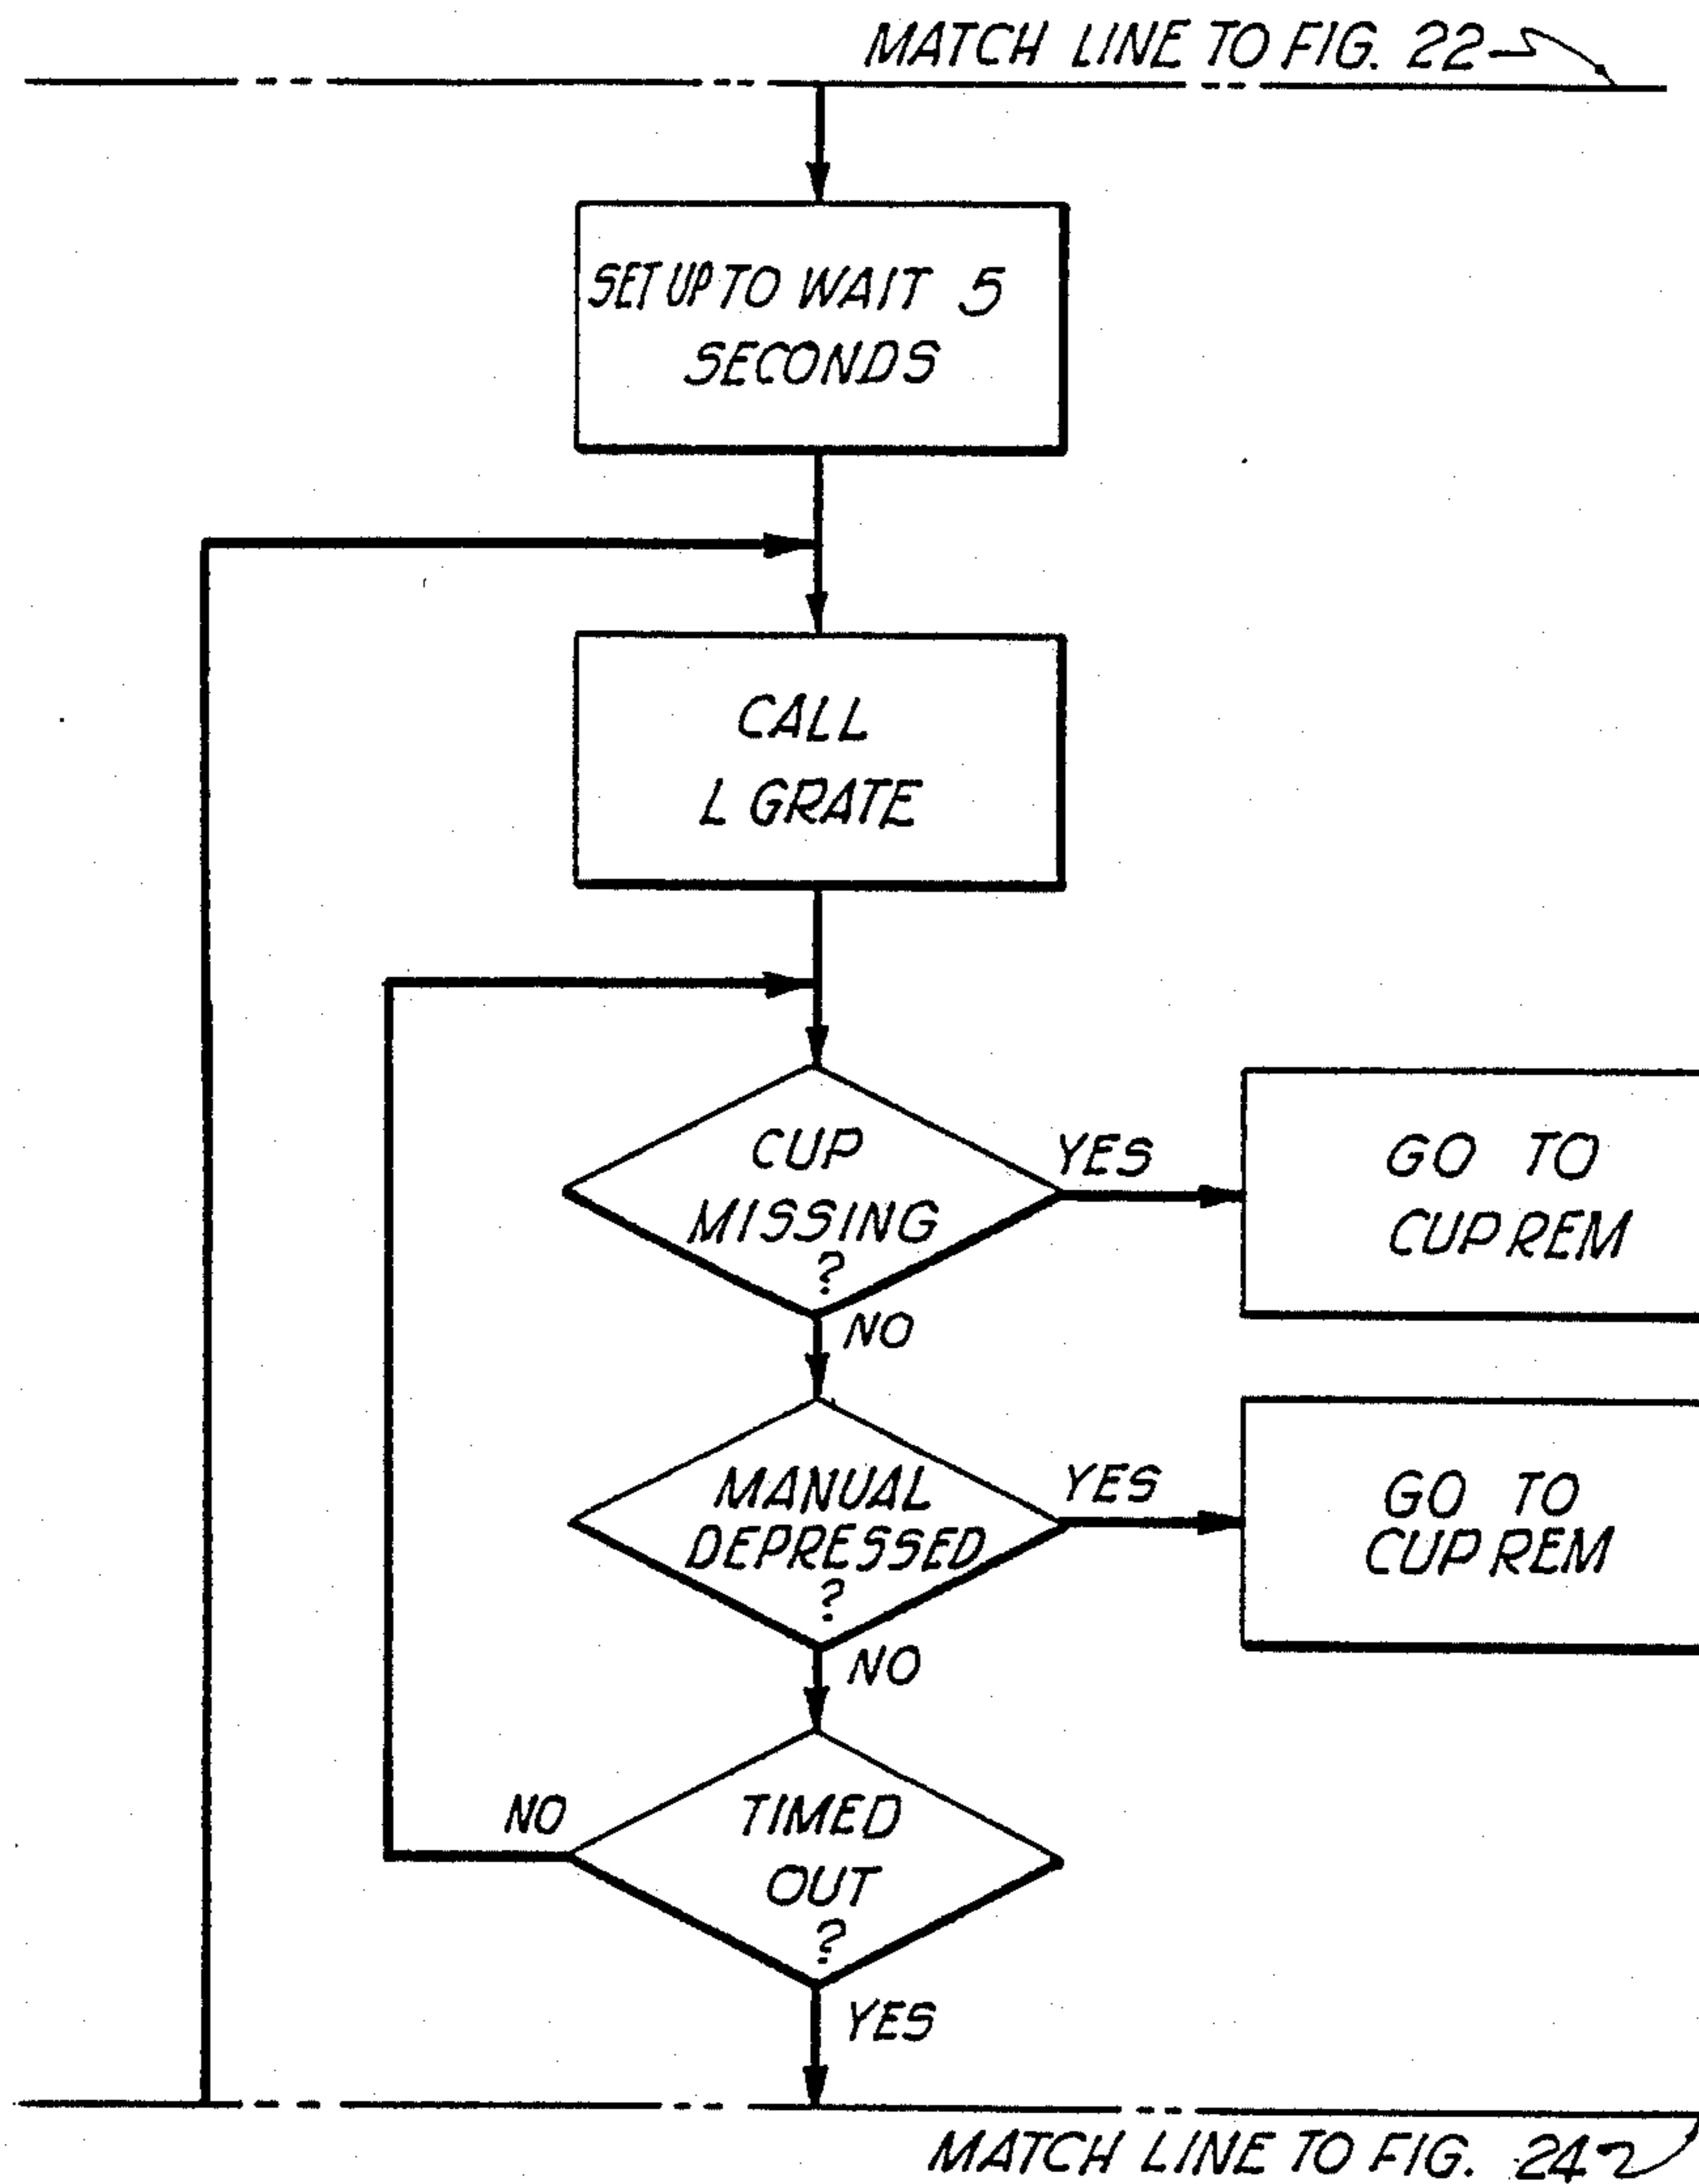 MATCH LINE TO FIG. 22
SET UP TO WAIT 5
SECONDS
CALL
L GRATE
CUP
MISSING
?
YES
GO TO
CUP REM
NO
MANUAL
DEPRESSED
?
YES
GO TO
CUP REM
NO
TIMED
OUT
?
NO
YES
MATCH LINE TO FIG. 24